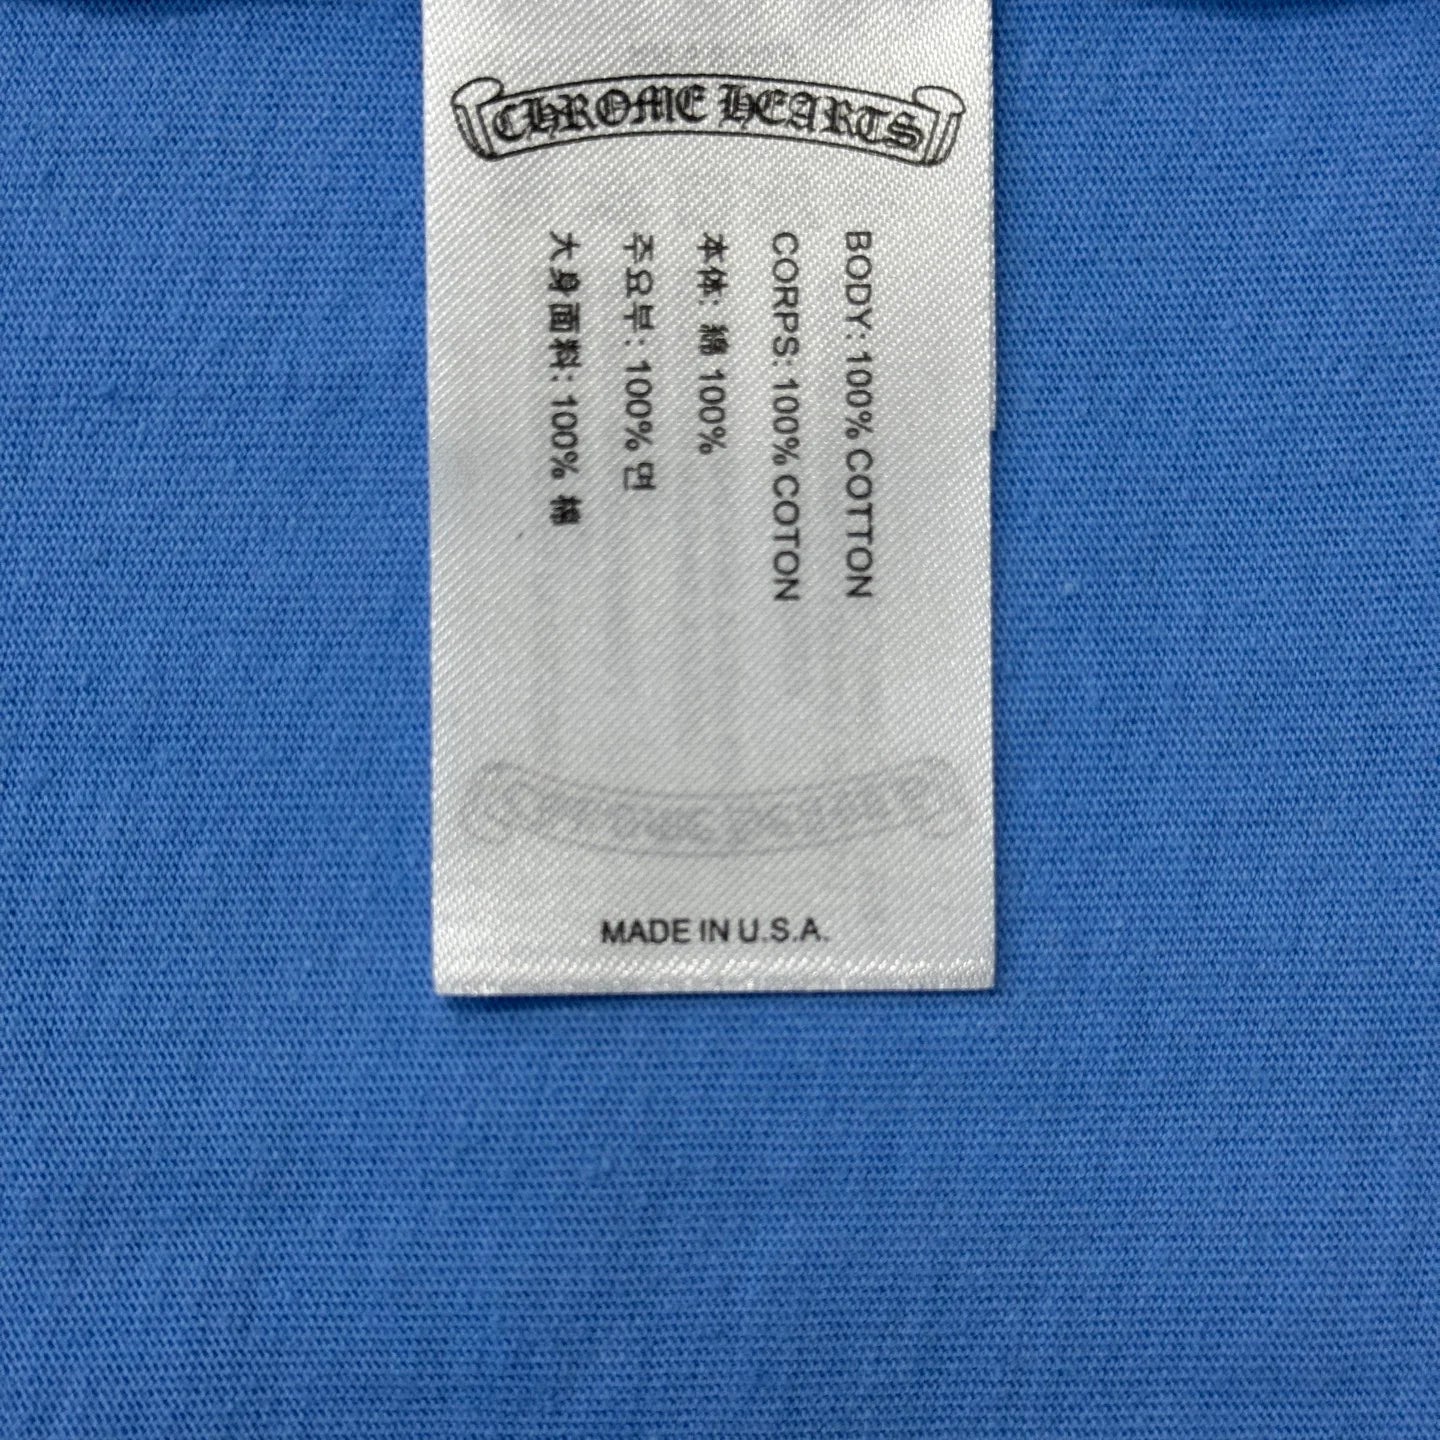 CHROME HEARTS
BODY: 100% COTTON
CORPS: 100% COTON
本体: 綿 100%
주요부: 100% 면
大身面料: 100% 棉
MADE IN U.S.A.